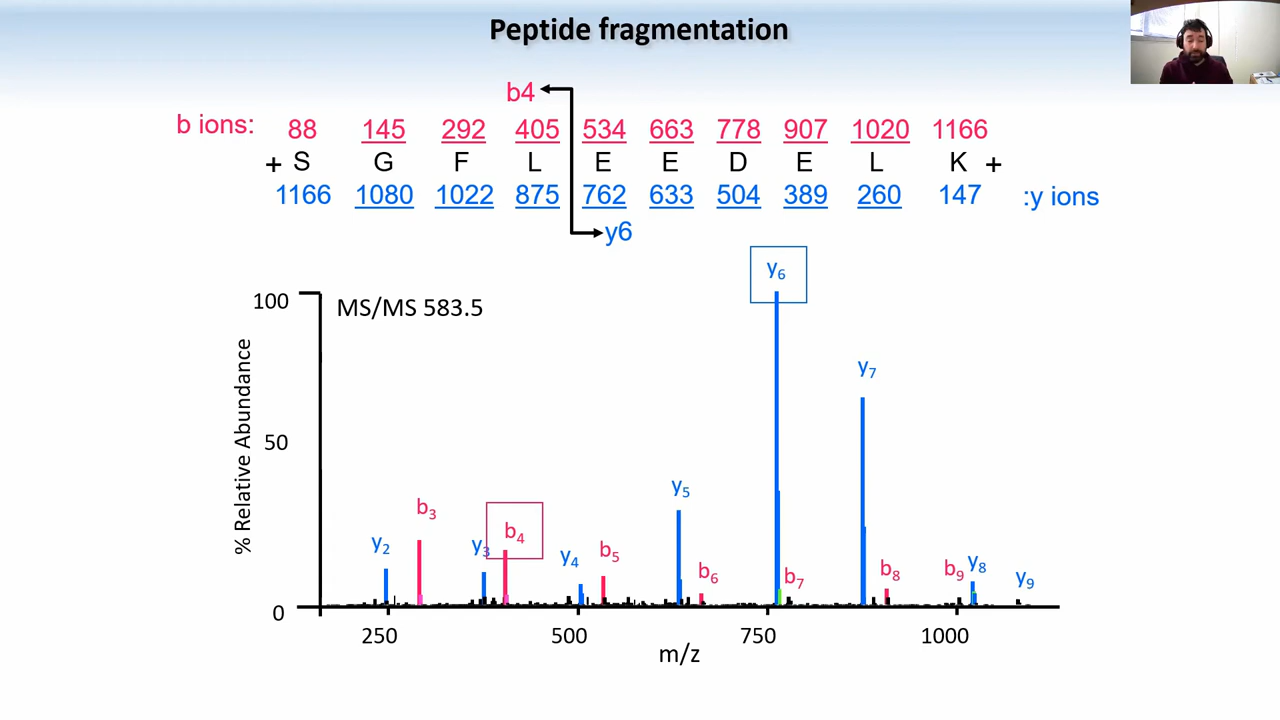 Peptide fragmentation
b4
b ions: 88 145 292 405 534 663 778 907 1020 1166
+ S G F L E E D E L K +
1166 1080 1022 875 762 633 504 389 260 147 :y ions
y6
y6
100
MS/MS 583.5
y7
% Relative Abundance
50
y5
b3
b4
y2
y3
y4
b5
b6
b7
b8
b9
y8
y9
0
250 500 750 1000
m/z